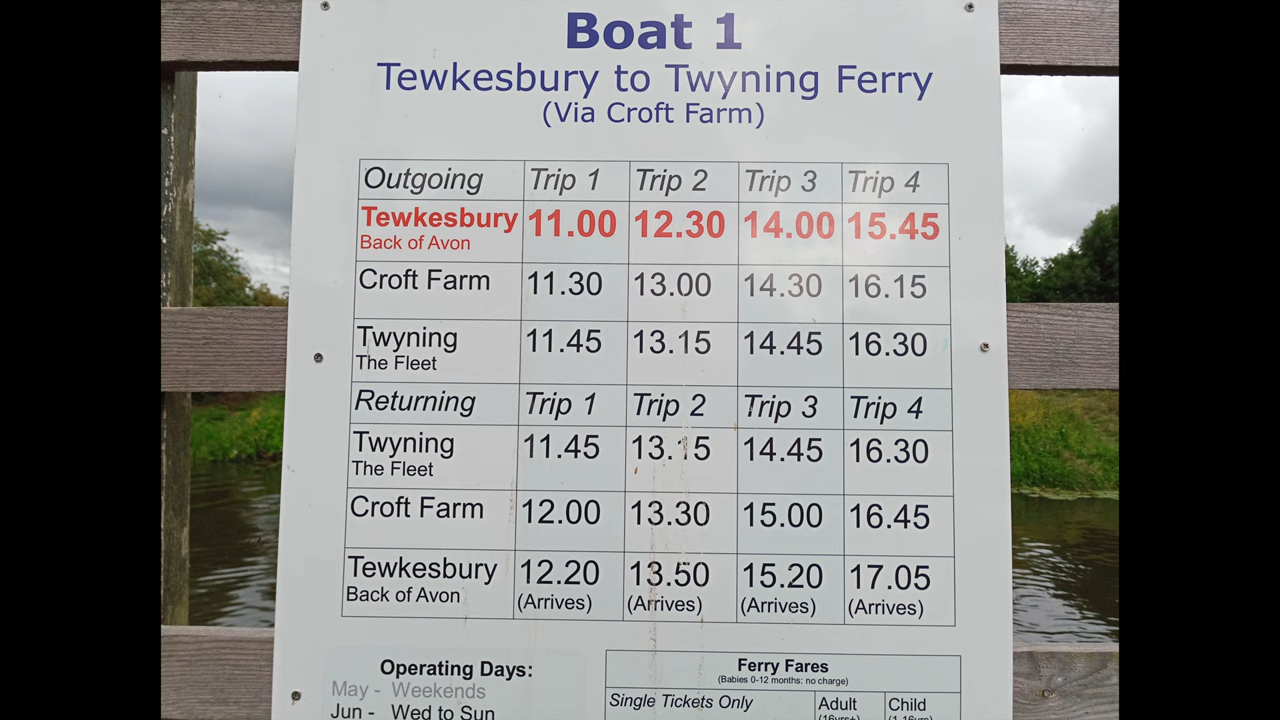 Boat 1
Tewkesbury to Twyning Ferry
(Via Croft Farm)
Outgoing Trip 1 Trip 2 Trip 3 Trip 4
Tewkesbury 11.00 12.30 14.00 15.45
Back of Avon
Croft Farm 11.30 13.00 14.30 16.15
Twyning 11.45 13.15 14.45 16.30
The Fleet
Returning Trip 1 Trip 2 Trip 3 Trip 4
Twyning 11.45 13.15 14.45 16.30
The Fleet
Croft Farm 12.00 13.30 15.00 16.45
Tewkesbury 12.20 13.50 15.20 17.05
Back of Avon (Arrives) (Arrives) (Arrives) (Arrives)
Operating Days:
May - Weekends
Jun - Wed to Sun
Ferry Fares
(Babies 0-12 months: no charge)
Single Tickets Only Adult Child